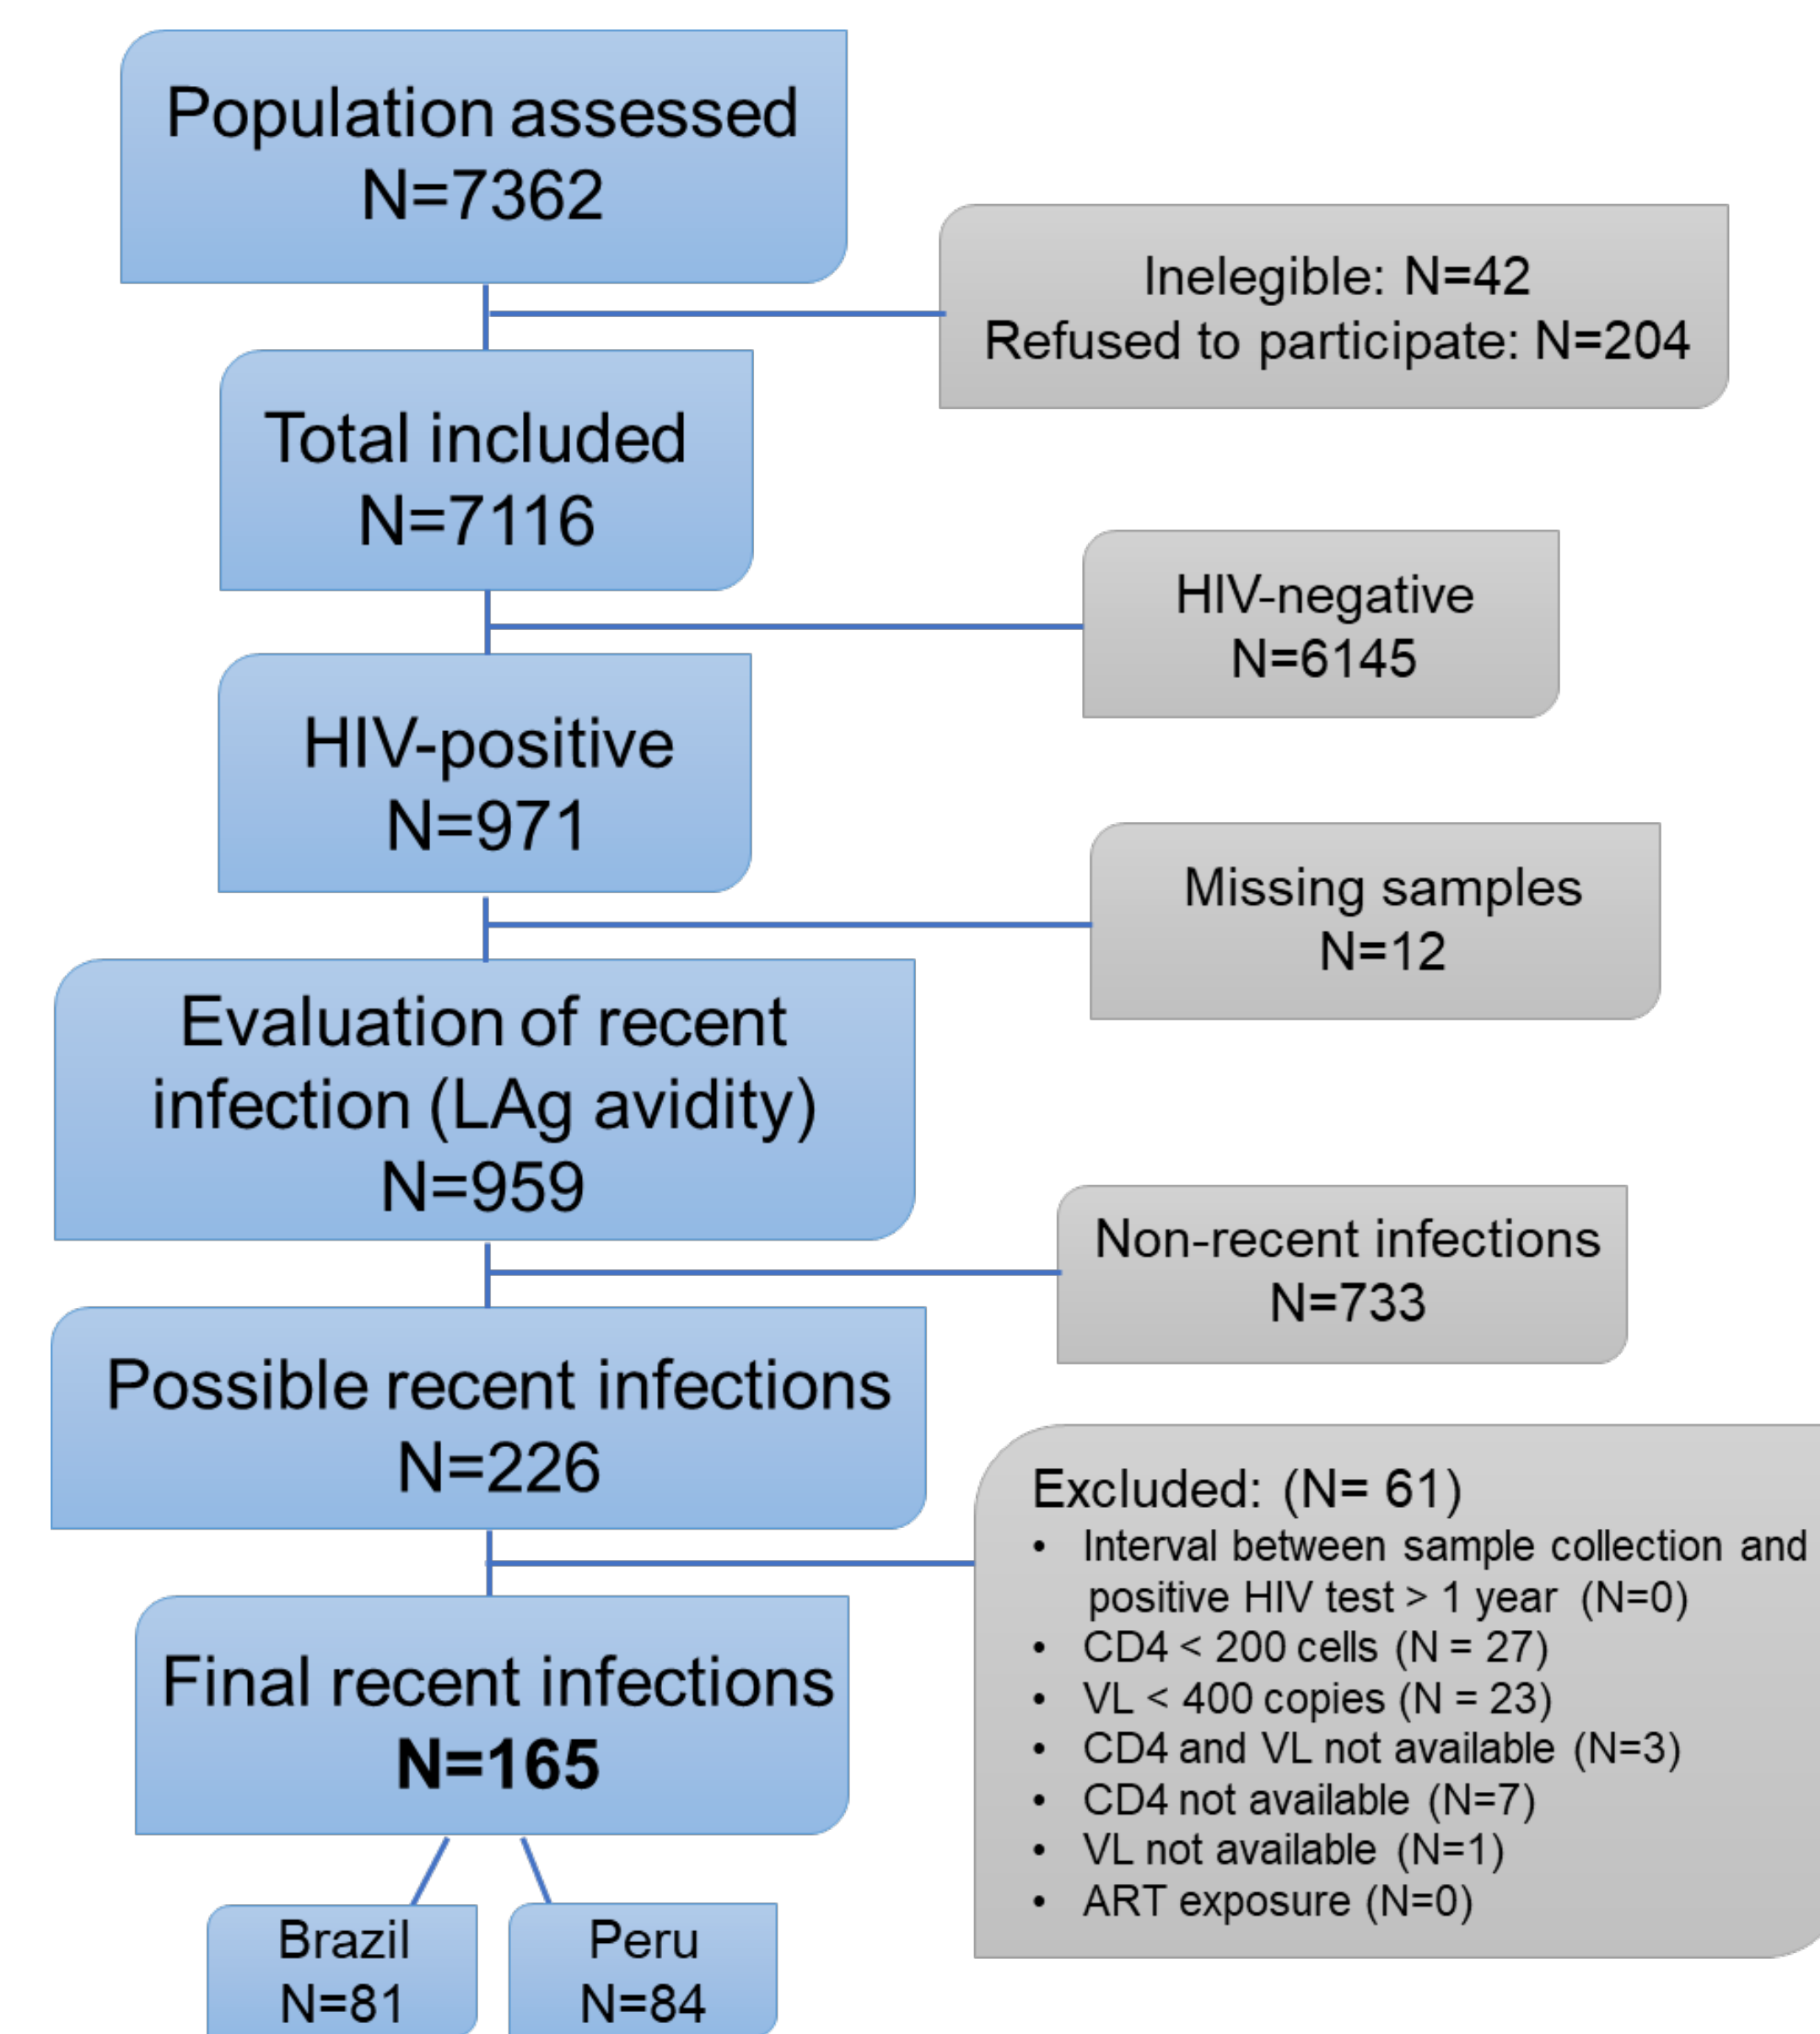 Population assessed
N=7362
Inelegible: N=42
Refused to participate: N=204
Total included
N=7116
HIV-negative
N=6145
HIV-positive
N=971
Missing samples
N=12
Evaluation of recent
infection (LAg avidity)
N=959
Non-recent infections
N=733
Possible recent infections
N=226
Excluded: (N= 61)
• Interval between sample collection and
positive HIV test > 1 year (N=0)
• CD4 < 200 cells (N = 27)
• VL < 400 copies (N = 23)
• CD4 and VL not available (N=3)
• CD4 not available (N=7)
• VL not available (N=1)
• ART exposure (N=0)
Final recent infections
N=165
Brazil
N=81
Peru
N=84